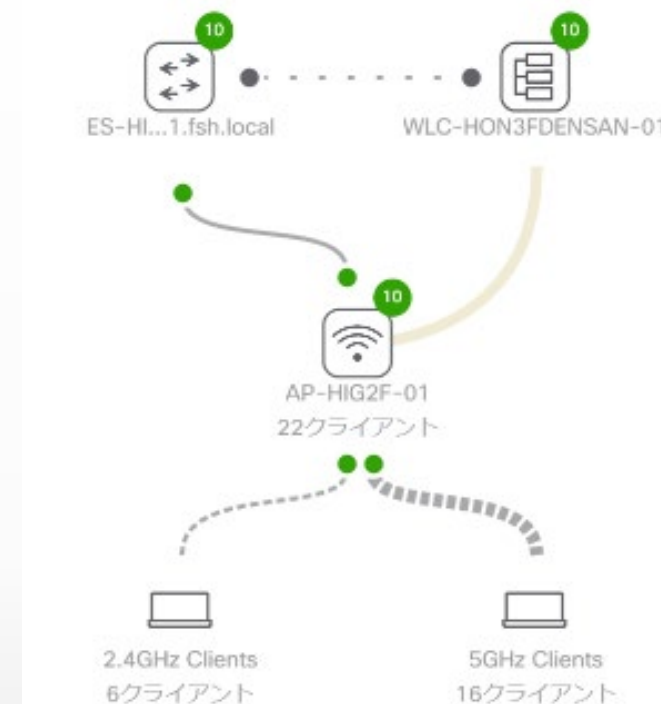 10
10
ES-HI...1.fsh.local
WLC-HON3FDENSAN-01
10
AP-HIG2F-01
22クライアント
2.4GHz Clients
5GHz Clients
6クライアント
16クライアント